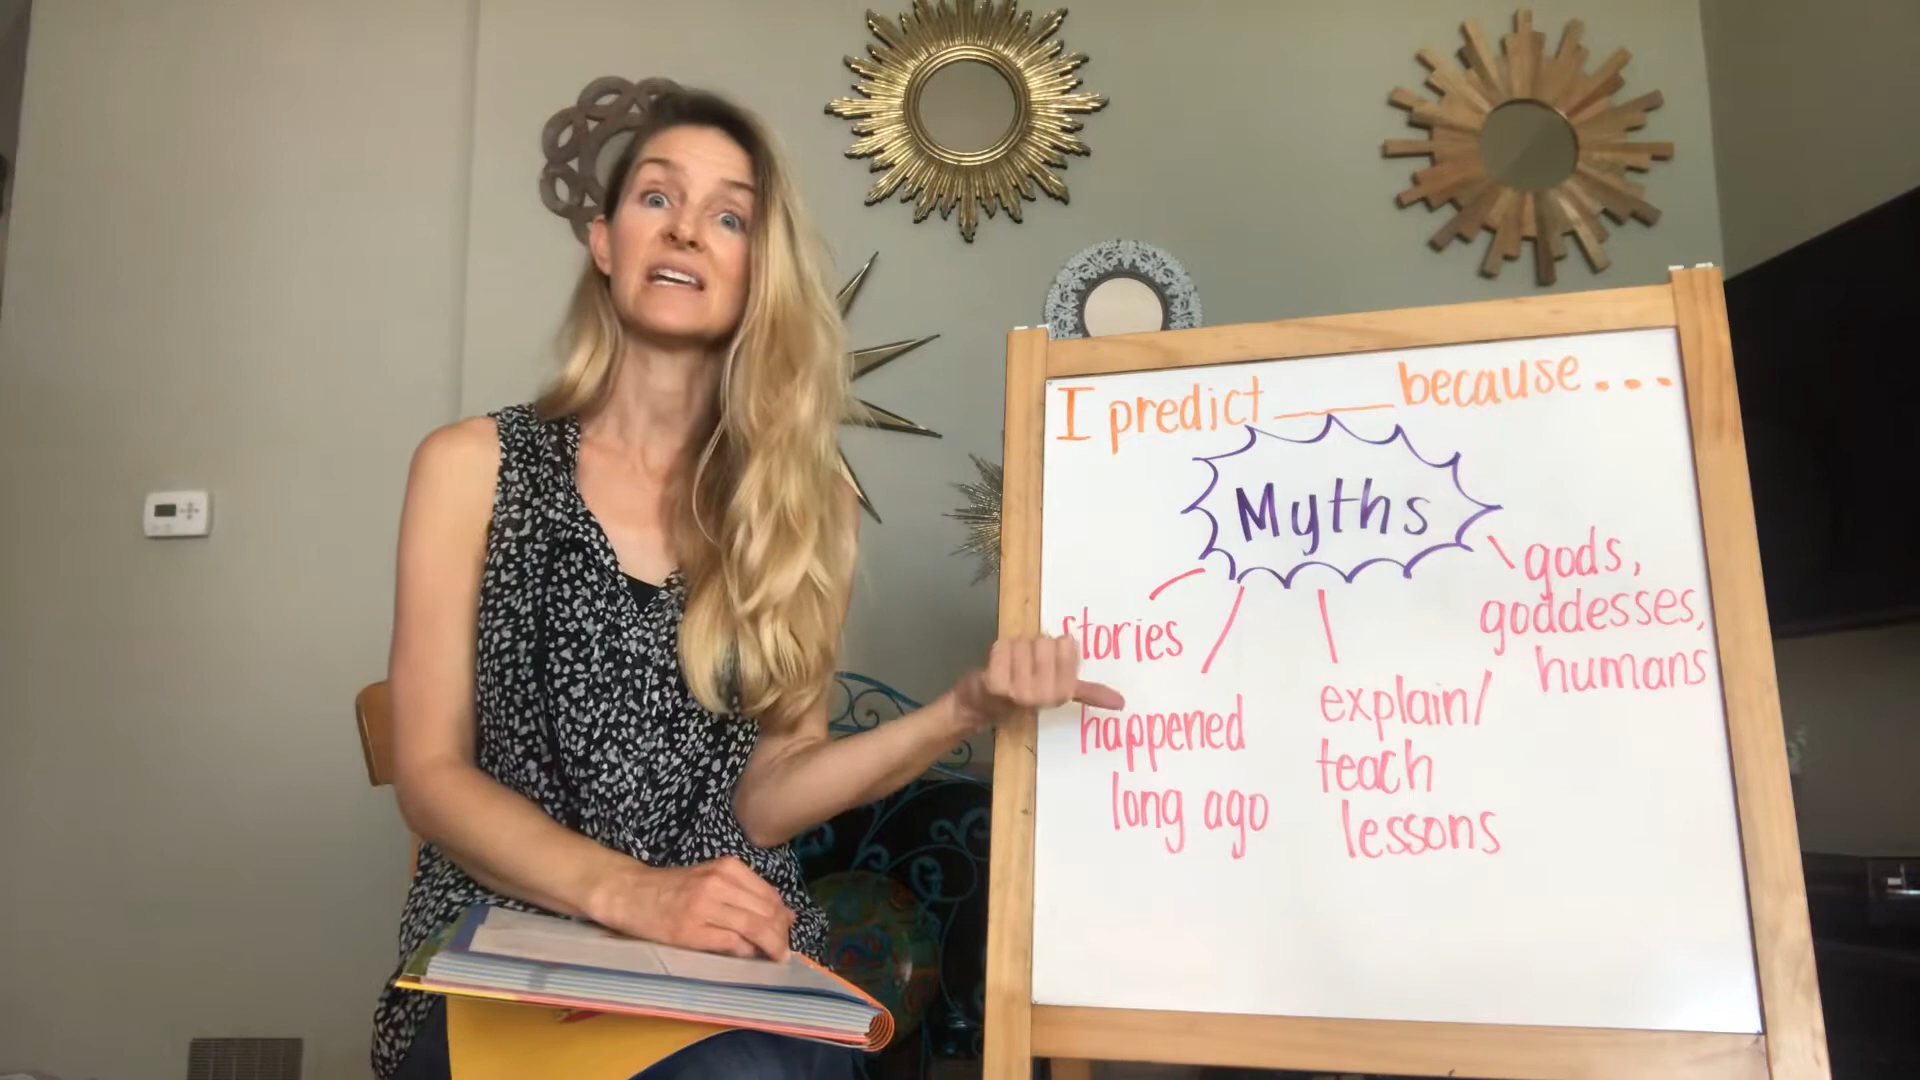 I predict ____ because...
Myths
stories
happened
long ago
explain/
teach
lessons
gods,
goddesses,
humans